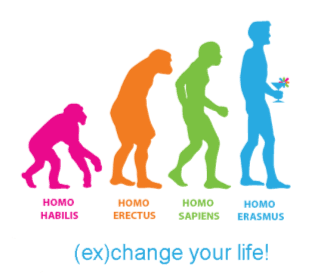 HOMO HABILIS
HOMO ERECTUS
HOMO SAPIENS
HOMO ERASMUS
(ex)change your life!